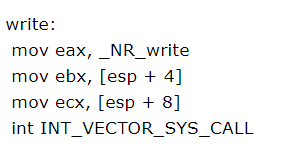 write:
mov eax, _NR_write
mov ebx, [esp + 4]
mov ecx, [esp + 8]
int INT_VECTOR_SYS_CALL